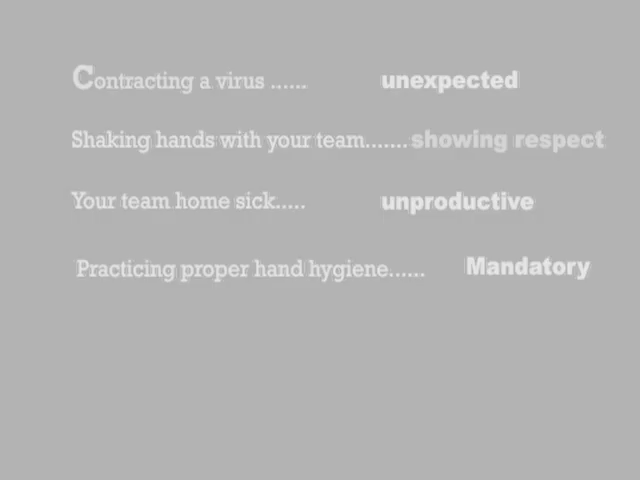 Contracting a virus ...... unexpected
Shaking hands with your team....... showing respect
Your team home sick..... unproductive
Practicing proper hand hygiene...... Mandatory